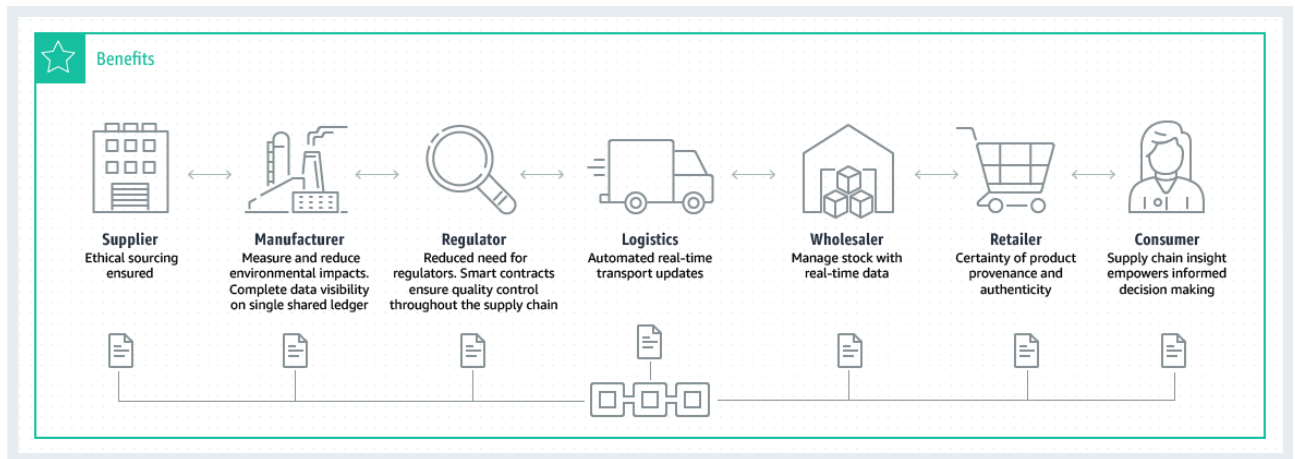 Benefits
Supplier
Ethical sourcing
ensured
Manufacturer
Measure and reduce
environmental impacts.
Complete data visibility
on single shared ledger
Regulator
Reduced need for
regulators. Smart contracts
ensure quality control
throughout the supply chain
Logistics
Automated real-time
transport updates
Wholesaler
Manage stock with
real-time data
Retailer
Certainty of product
provenance and
authenticity
Consumer
Supply chain insight
empowers informed
decision making